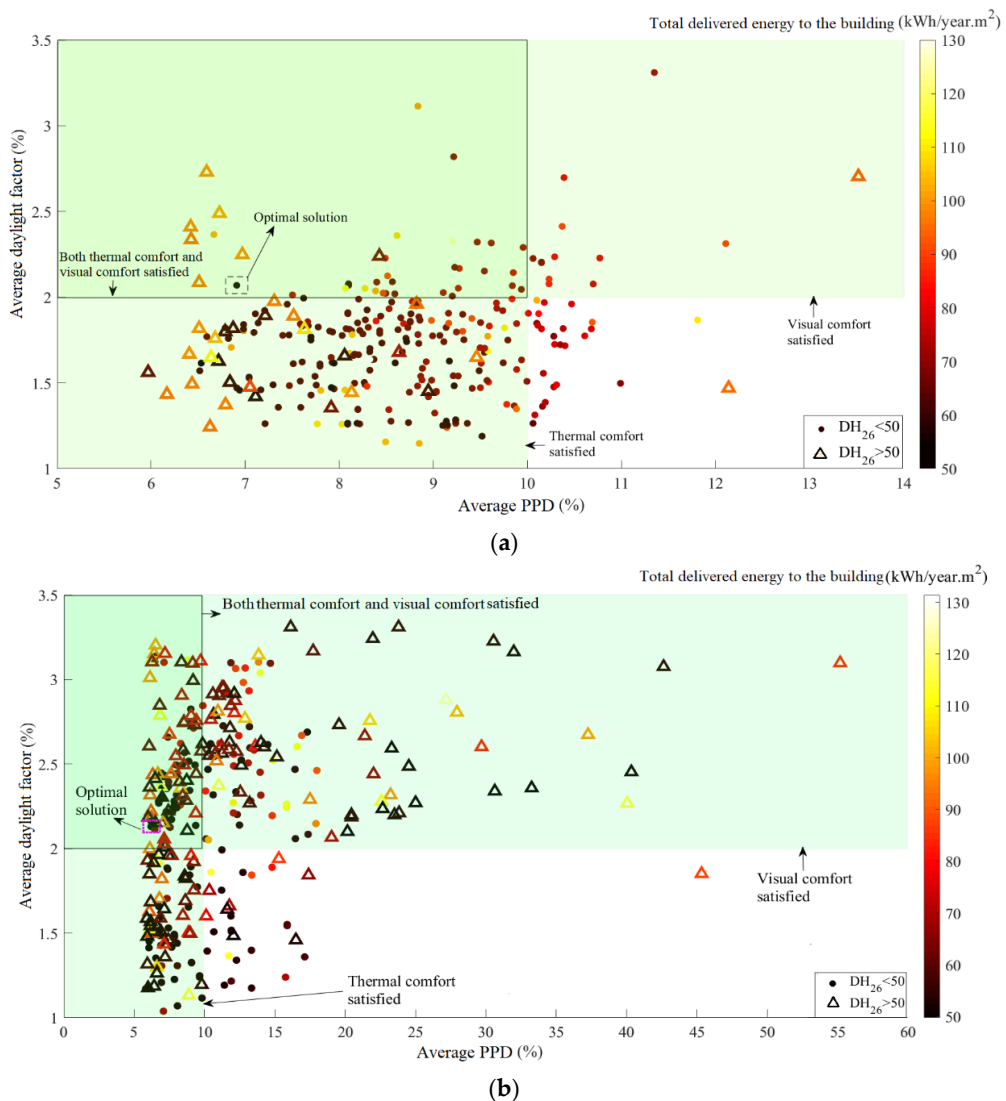 Total delivered energy to the building (kWh/year.m²)
3.5
3
2.5
2
1.5
1
Average daylight factor (%)
Optimal solution
Both thermal comfort and
visual comfort satisfied
Visual comfort
satisfied
Thermal comfort
satisfied
DH26<50
DH26>50
5
6
7
8
9
10
11
12
13
14
Average PPD (%)
130
120
110
100
90
80
70
60
50
(a)
Total delivered energy to the building (kWh/year.m²)
3.5
3
2.5
2
1.5
1
Average daylight factor (%)
Both thermal comfort and visual comfort satisfied
Optimal
solution
Visual comfort
satisfied
Thermal comfort
satisfied
DH26<50
DH26>50
0
5
10
15
20
25
30
35
40
45
50
55
60
Average PPD (%)
130
120
110
100
90
80
70
60
50
(b)